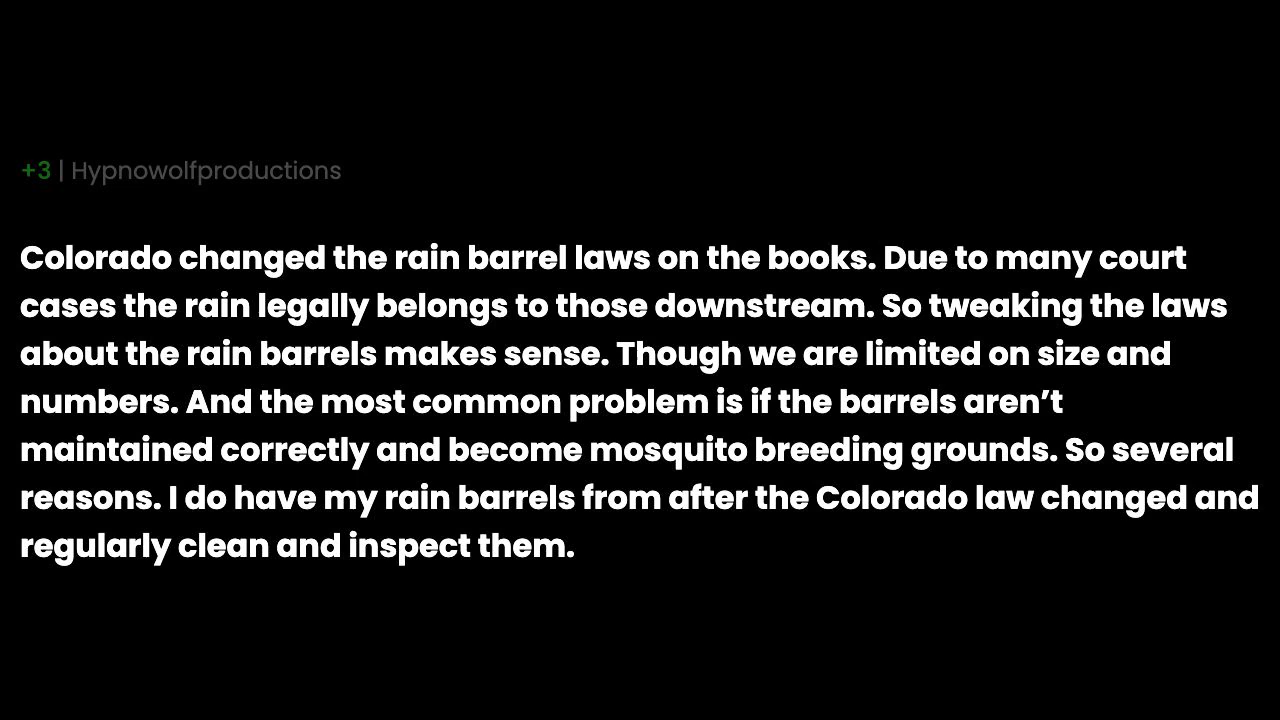 +3 | Hypnowolfproductions
Colorado changed the rain barrel laws on the books. Due to many court
cases the rain legally belongs to those downstream. So tweaking the laws
about the rain barrels makes sense. Though we are limited on size and
numbers. And the most common problem is if the barrels aren’t
maintained correctly and become mosquito breeding grounds. So several
reasons. I do have my rain barrels from after the Colorado law changed and
regularly clean and inspect them.